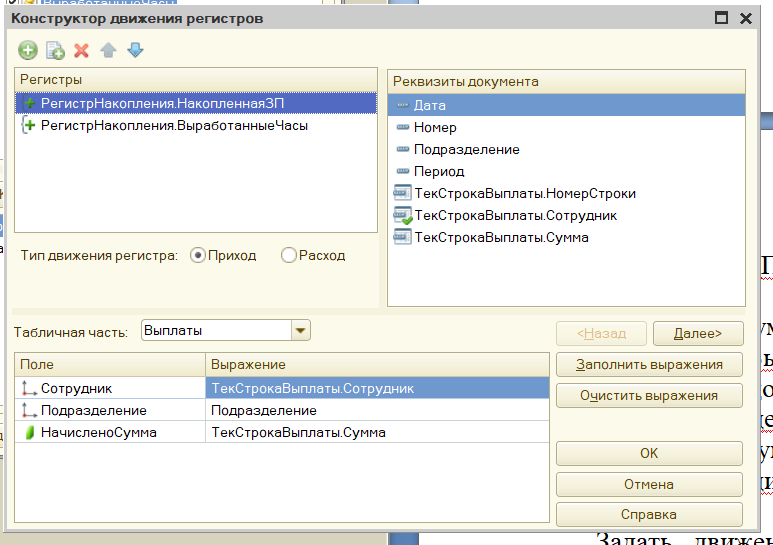 ВыработанныеЧасы
Конструктор движения регистров
Регистры
РегистрНакопления.НакопленнаяЗП
РегистрНакопления.ВыработанныеЧасы
Тип движения регистра: Приход Расход
Реквизиты документа
Дата
Номер
Подразделение
Период
ТекСтрокаВыплаты.НомерСтроки
ТекСтрокаВыплаты.Сотрудник
ТекСтрокаВыплаты.Сумма
Табличная часть: Выплаты
<Назад Далее>
Поле Выражение
Сотрудник ТекСтрокаВыплаты.Сотрудник
Подразделение Подразделение
НачисленоСумма ТекСтрокаВыплаты.Сумма
Заполнить выражения
Очистить выражения
OK
Отмена
Справка
Задать движен